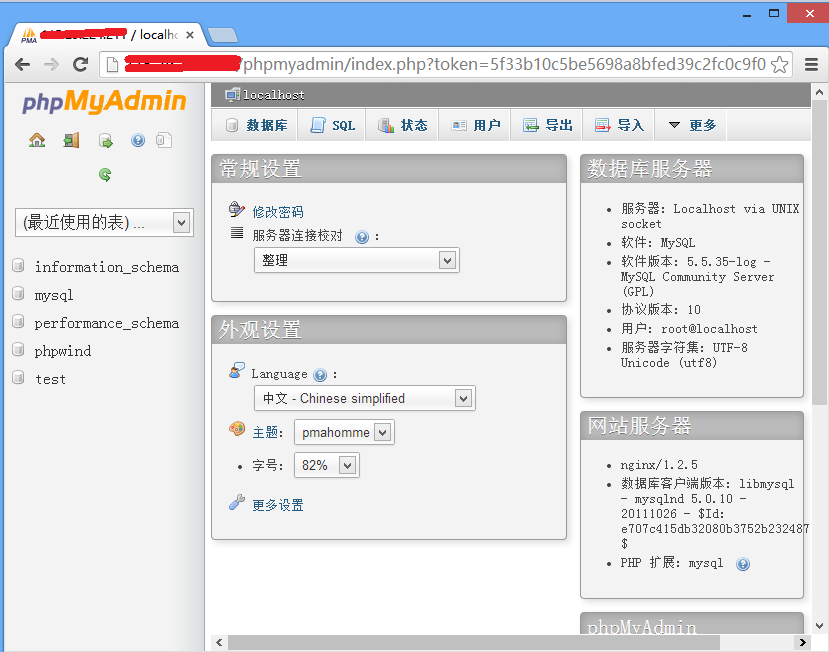 / localh
/phpmyadmin/index.php?token=5f33b10c5be5698a8bfed39c2fc0c9f0
phpMyAdmin
(最近使用的表) ...
information_schema
mysql
performance_schema
phpwind
test
localhost
数据库 SQL 状态 用户 导出 导入 更多
常规设置
修改密码
服务器连接校对 :
整理
外观设置
Language :
中文 - Chinese simplified
主题: pmahomme
字号: 82%
更多设置
数据库服务器
服务器: Localhost via UNIX
socket
软件: MySQL
软件版本: 5.5.35-log -
MySQL Community Server
(GPL)
协议版本: 10
用户: root@localhost
服务器字符集: UTF-8
Unicode (utf8)
网站服务器
nginx/1.2.5
数据库客户端版本: libmysql
- mysqlnd 5.0.10 -
20111026 - $Id:
e707c415db32080b3752b232487
$
PHP 扩展: mysql
phpMyAdmin